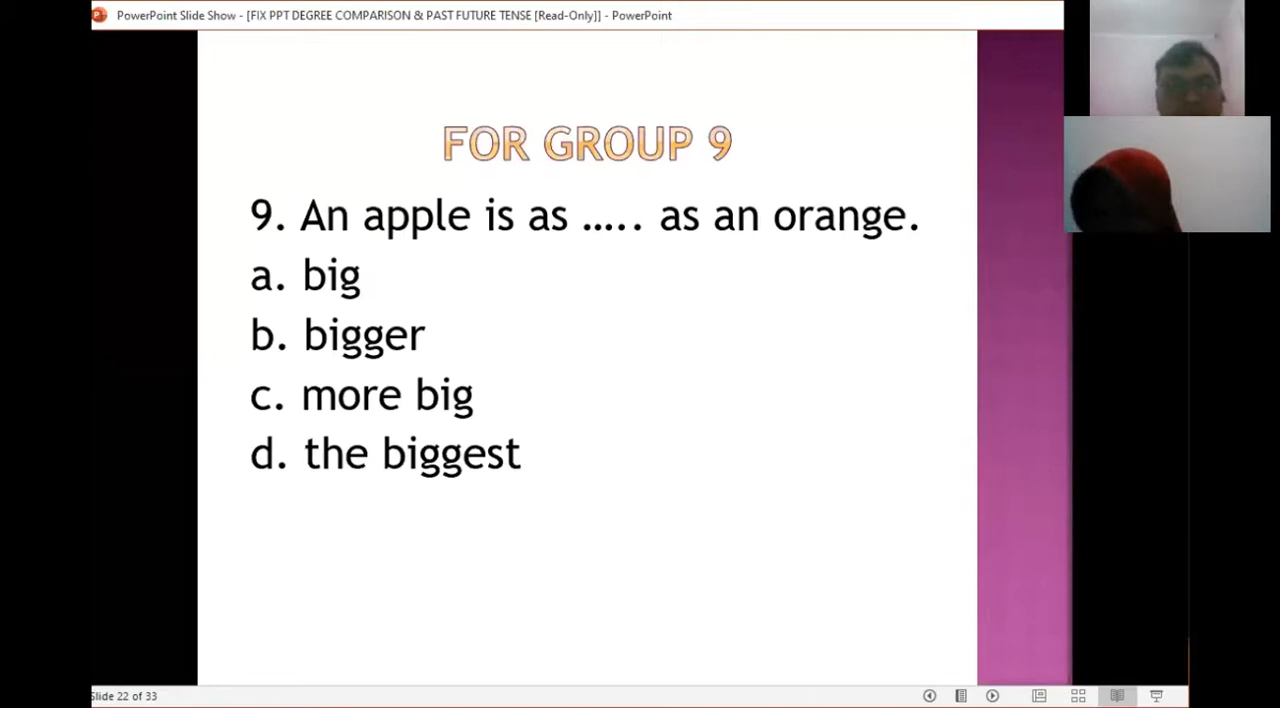 PowerPoint Slide Show - [FIX PPT DEGREE COMPARISON & PAST FUTURE TENSE [Read-Only]] - PowerPoint
FOR GROUP 9
9. An apple is as ..... as an orange.
a. big
b. bigger
c. more big
d. the biggest
Slide 22 of 33